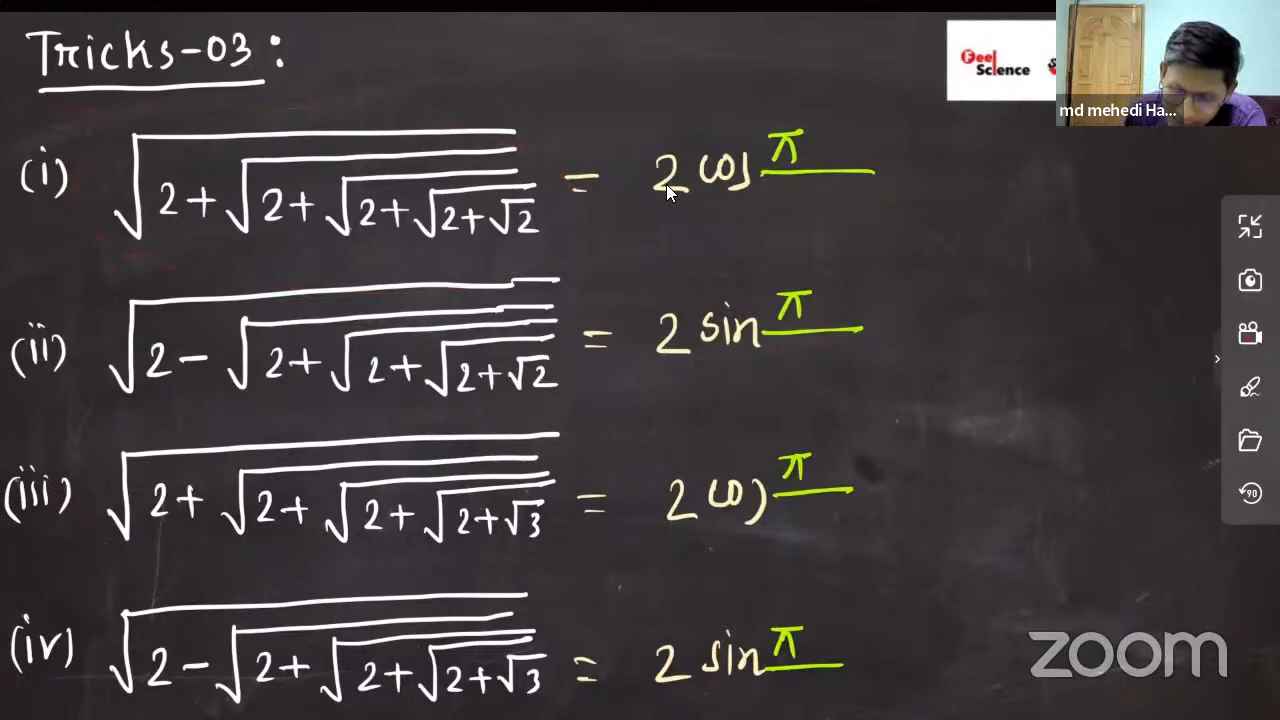 Tricks-03:
Feel Science
md mehedi Ha...
(i) √(2+√(2+√(2+√(2+√2)))) = 2 cos π/
(ii) √(2-√(2+√(2+√(2+√2)))) = 2 sin π/
(iii) √(2+√(2+√(2+√(2+√3)))) = 2 cos π/
(iv) √(2-√(2+√(2+√(2+√3)))) = 2 sin π/
90
zoom